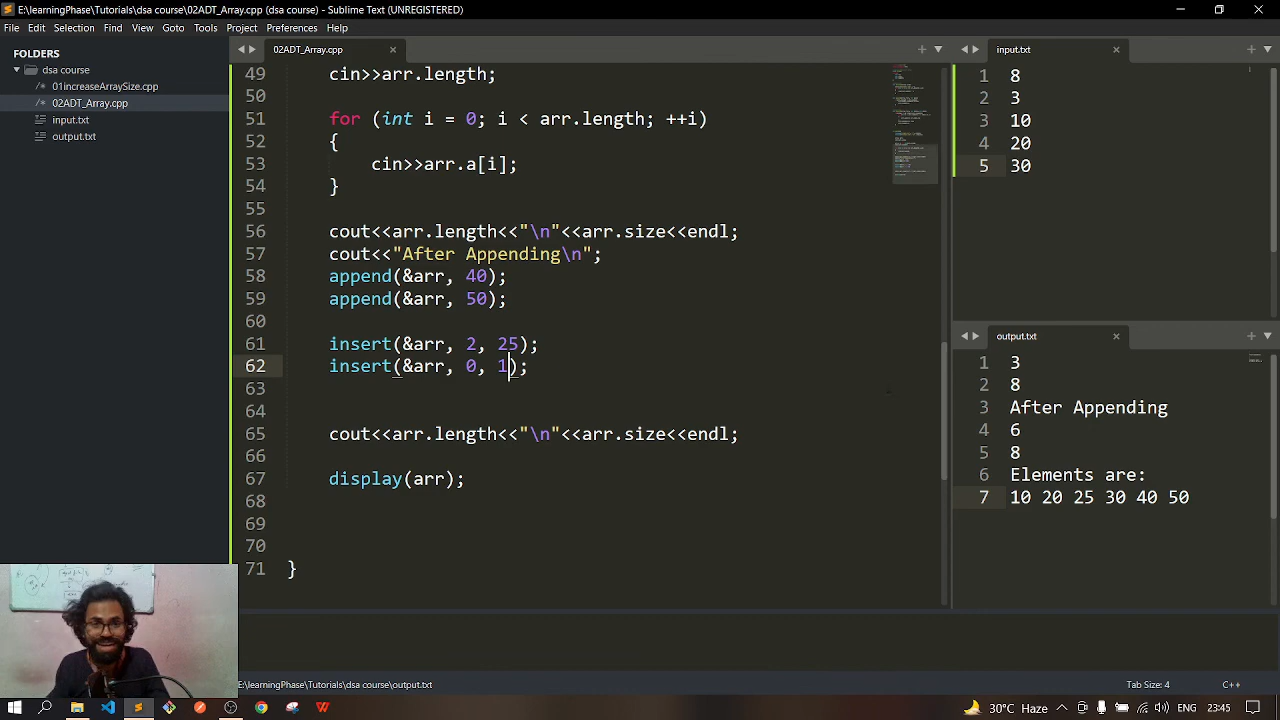 E:\learningPhase\Tutorials\dsa course\02ADT_Array.cpp (dsa course) - Sublime Text (UNREGISTERED)
File Edit Selection Find View Goto Tools Project Preferences Help
FOLDERS
dsa course
01increaseArraySize.cpp
02ADT_Array.cpp
input.txt
output.txt
02ADT_Array.cpp
49 cin>>arr.length;
50
51 for (int i = 0; i < arr.length; ++i)
52 {
53 cin>>arr.a[i];
54 }
55
56 cout<<arr.length<<"\n"<<arr.size<<endl;
57 cout<<"After Appending\n";
58 append(&arr, 40);
59 append(&arr, 50);
60
61 insert(&arr, 2, 25);
62 insert(&arr, 0, 1);
63
64
65 cout<<arr.length<<"\n"<<arr.size<<endl;
66
67 display(arr);
68
69
70
71 }
input.txt
1 8
2 3
3 10
4 20
5 30
output.txt
1 3
2 8
3 After Appending
4 6
5 8
6 Elements are:
7 10 20 25 30 40 50
E:\learningPhase\Tutorials\dsa course\output.txt
Tab Size: 4
C++
30°C Haze
ENG
23:45